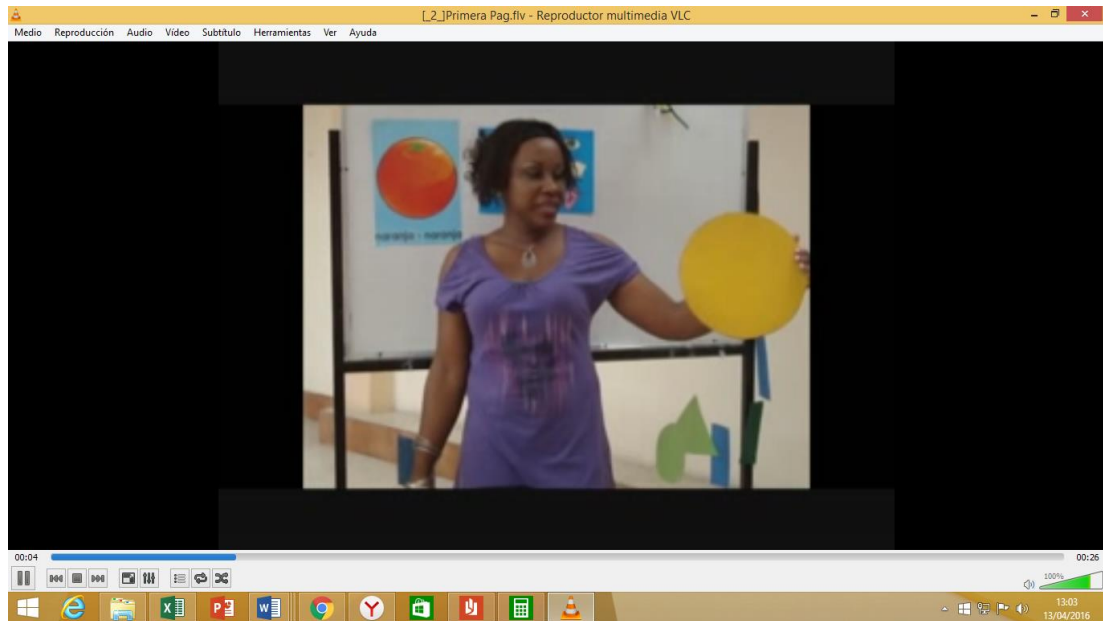 [_2_]Primera Pag.flv - Reproductor multimedia VLC
Medio Reproducción Audio Vídeo Subtítulo Herramientas Ver Ayuda
naranja - naranja
00:04
00:26
100%
13:03
13/04/2016